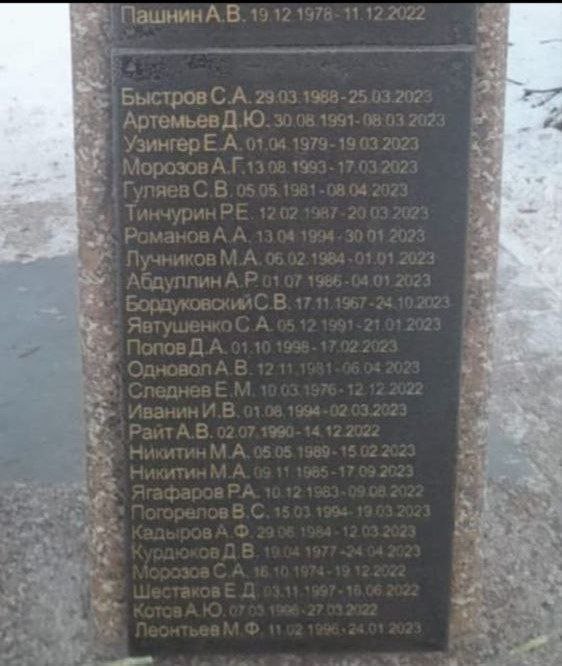 Пашнин А.В. 19.12 1978 - 11.12.2022
Быстров С.А. 29.03.1988 - 25.03.2023
Артемьев Д.Ю. 30.08.1991 - 08.03.2023
Узингер Е.А. 01.04 1979 - 19.03.2023
Морозов А.Г. 13.08.1993 - 17.03.2023
Гуляев С.В. 05.05.1981 - 08.04.2023
Тинчурин Р.Е. 12.02.1987 - 20.03.2023
Романов А.А. 13.04 1994 - 30.01.2023
Лучников М.А. 06.02.1984 - 01.01.2023
Абдуллин А.Р. 01.07 1986 - 04.01.2023
Бордуковский С.В. 17.11.1967 - 24.10.2023
Явтушенко С.А. 05.12.1991 - 21.01.2023
Попов Д.А. 01.10 1998 - 17.02.2023
Одновол А.В. 12.11.1981 - 06.04 2023
Следнев Е.М. 10.03.1976 - 12.12.2022
Иванин И.В. 01.08.1994 - 02.03.2023
Райт А.В. 02.07.1990 - 14.12.2022
Никитин М.А. 05.05.1989 - 15.02.2023
Никитин М.А. 09.11.1985 - 17.09.2023
Ягафаров Р.А. 10.12.1983 - 09.08.2022
Погорелов В.С. 15.03.1994 - 19.03.2023
Кадыров А.Ф. 29.06.1984 - 12.03.2023
Курдюков Д.В. 19.04 1977 - 24.04 2023
Морозов С.А. 16.10.1974 - 19.12.2022
Шестаков Е.Д. 03.11.1997 - 16.06.2022
Котов А.Ю. 07.03 1996 - 27.03.2022
Леонтьев М.Ф. 11.02 1996 - 24.01.2023